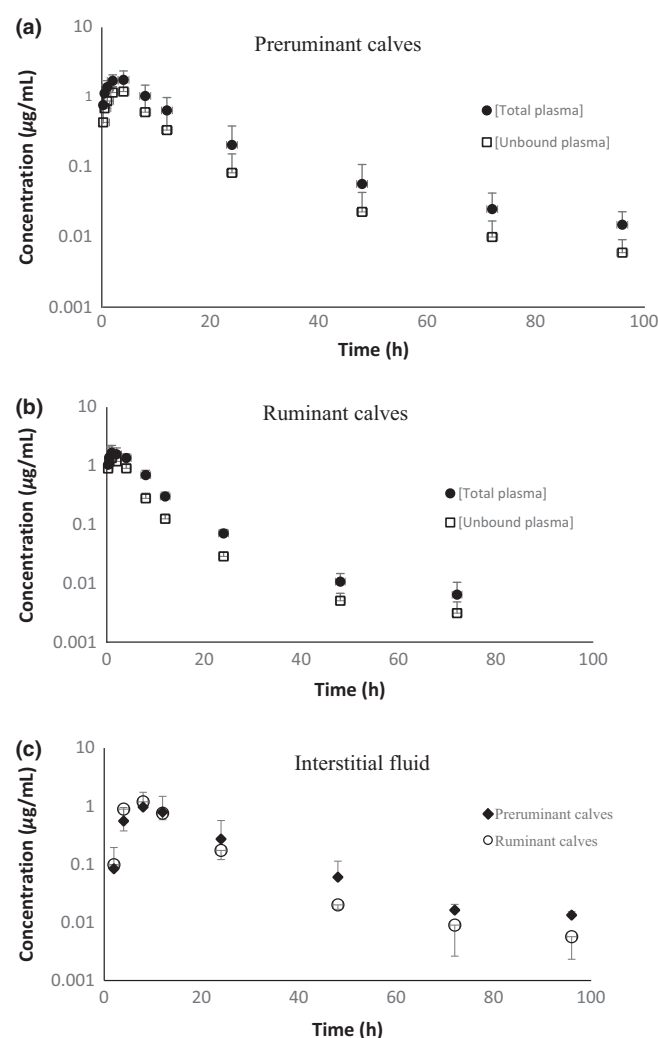 (a)
Preruminant calves
Concentration (µg/mL)
10
1
0.1
0.01
0.001
[Total plasma]
[Unbound plasma]
0 20 40 60 80 100
Time (h)
(b)
Ruminant calves
Concentration (µg/mL)
10
1
0.1
0.01
0.001
[Total plasma]
[Unbound plasma]
0 20 40 60 80 100
Time (h)
(c)
Interstitial fluid
Concentration (µg/mL)
10
1
0.1
0.01
0.001
Preruminant calves
Ruminant calves
0 20 40 60 80 100
Time (h)